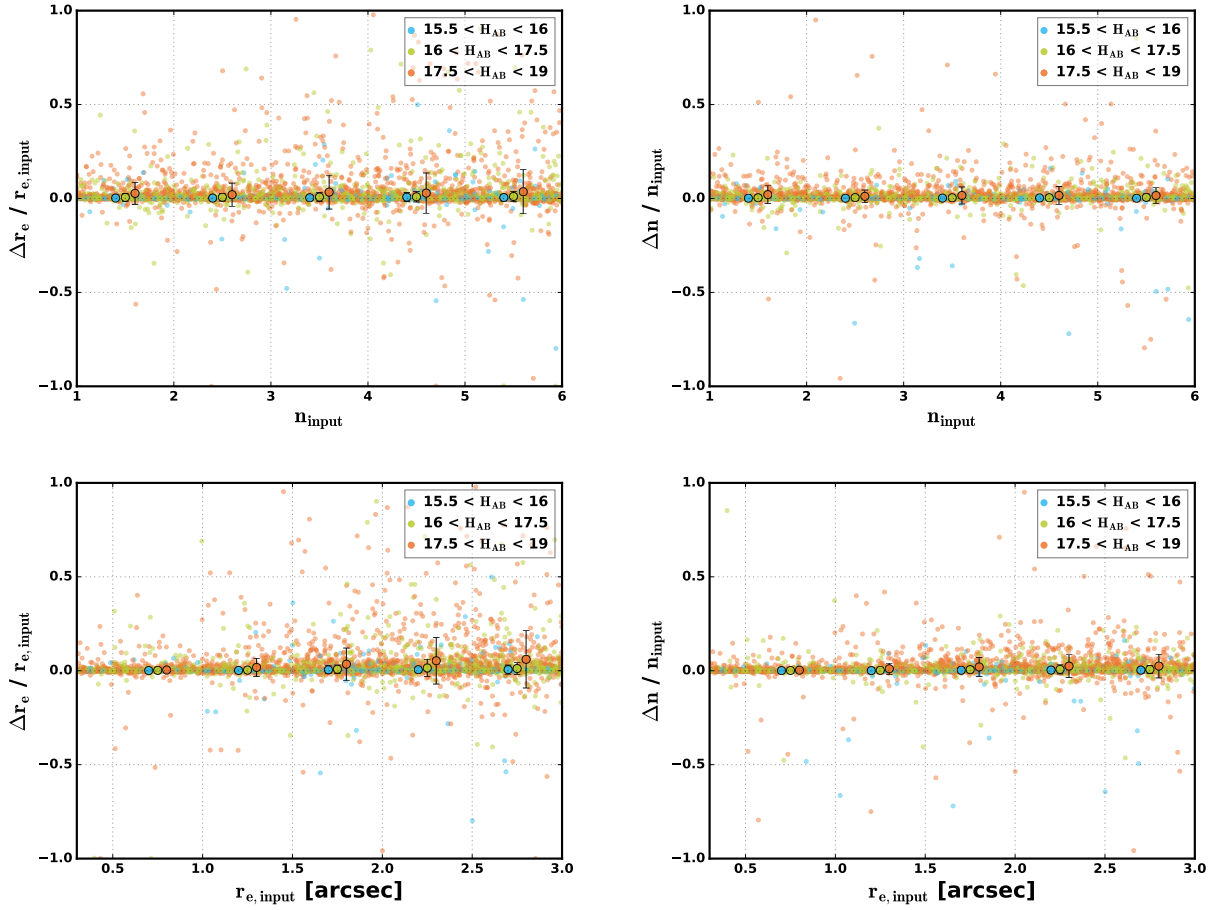 1.0
0.5
0.0
−0.5
−1.0
Δr_e / r_e,input
15.5 < H_AB < 16
16 < H_AB < 17.5
17.5 < H_AB < 19
1 2 3 4 5 6
n_input
1.0
0.5
0.0
−0.5
−1.0
Δn / n_input
15.5 < H_AB < 16
16 < H_AB < 17.5
17.5 < H_AB < 19
1 2 3 4 5 6
n_input
1.0
0.5
0.0
−0.5
−1.0
Δr_e / r_e,input
15.5 < H_AB < 16
16 < H_AB < 17.5
17.5 < H_AB < 19
0.5 1.0 1.5 2.0 2.5 3.0
r_e,input [arcsec]
1.0
0.5
0.0
−0.5
−1.0
Δn / n_input
15.5 < H_AB < 16
16 < H_AB < 17.5
17.5 < H_AB < 19
0.5 1.0 1.5 2.0 2.5 3.0
r_e,input [arcsec]